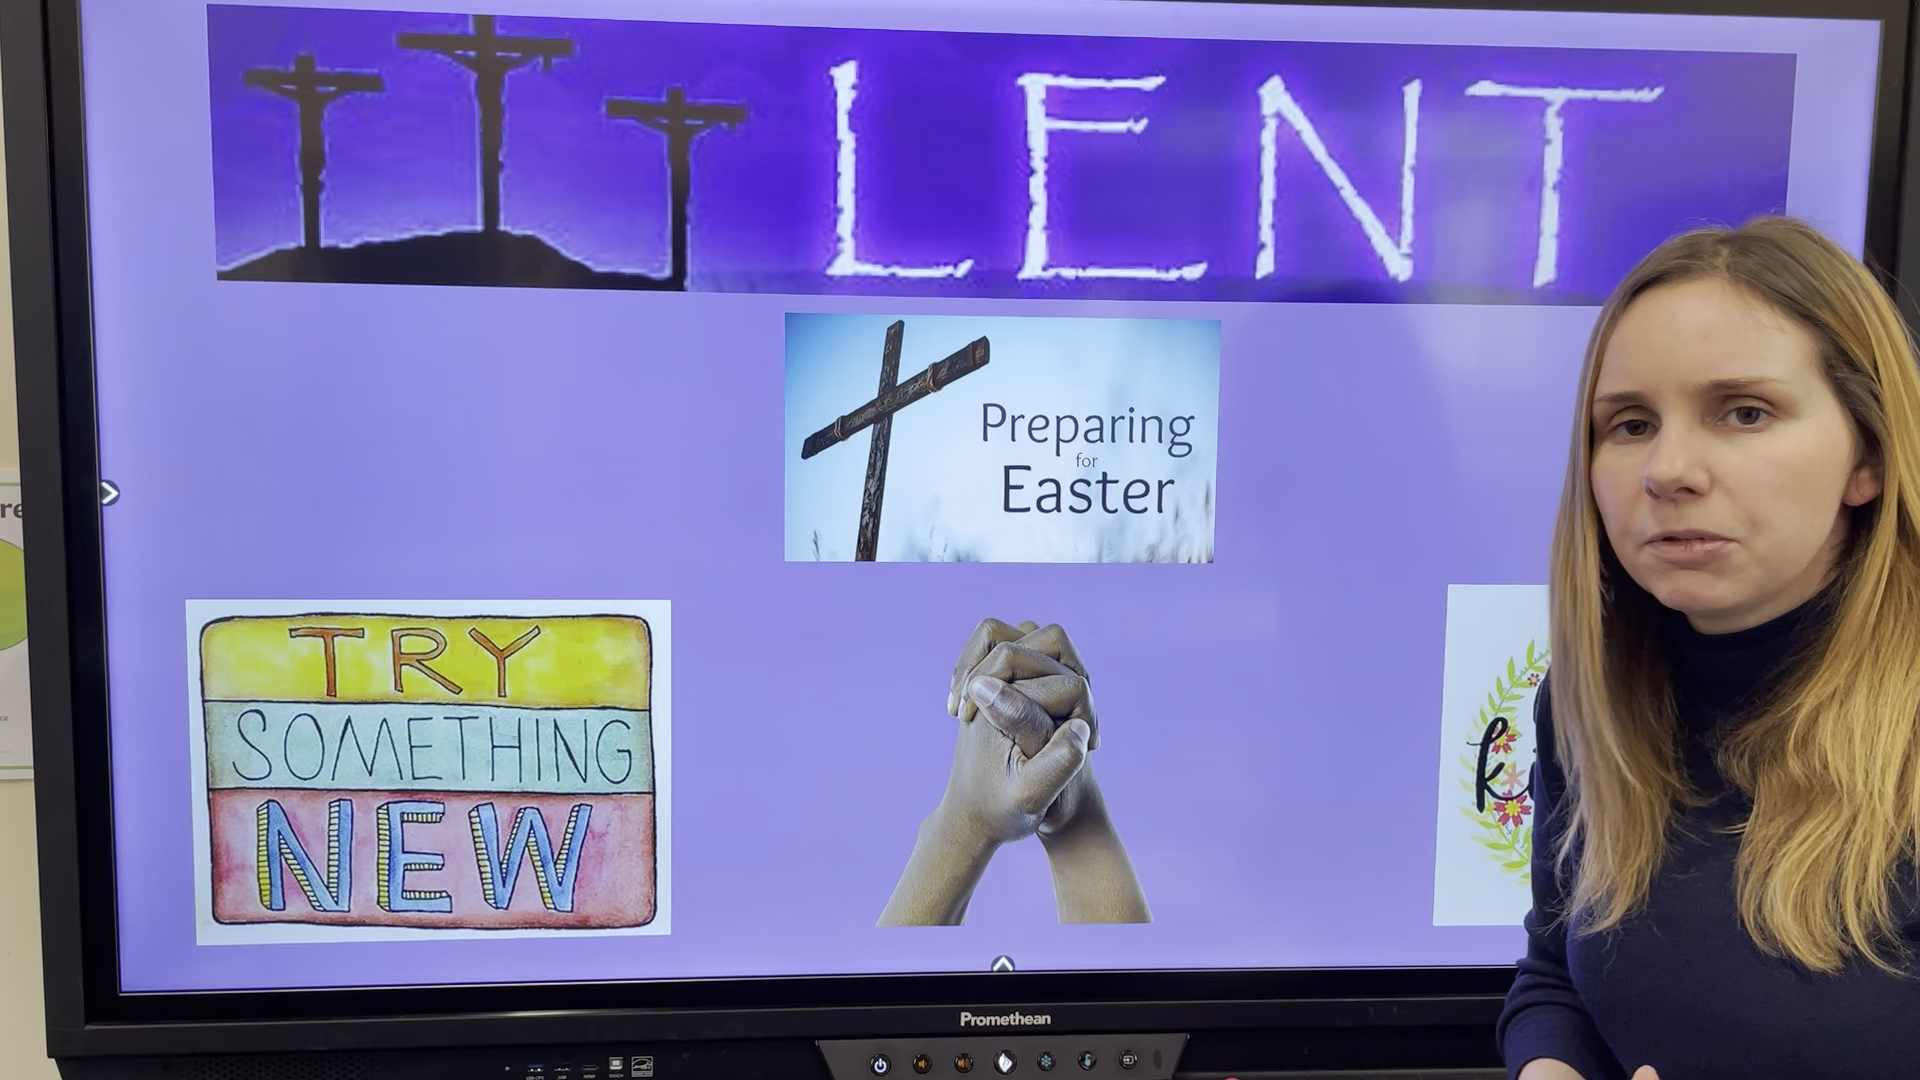 LENT
Preparing
for
Easter
TRY
SOMETHING
NEW
Promethean